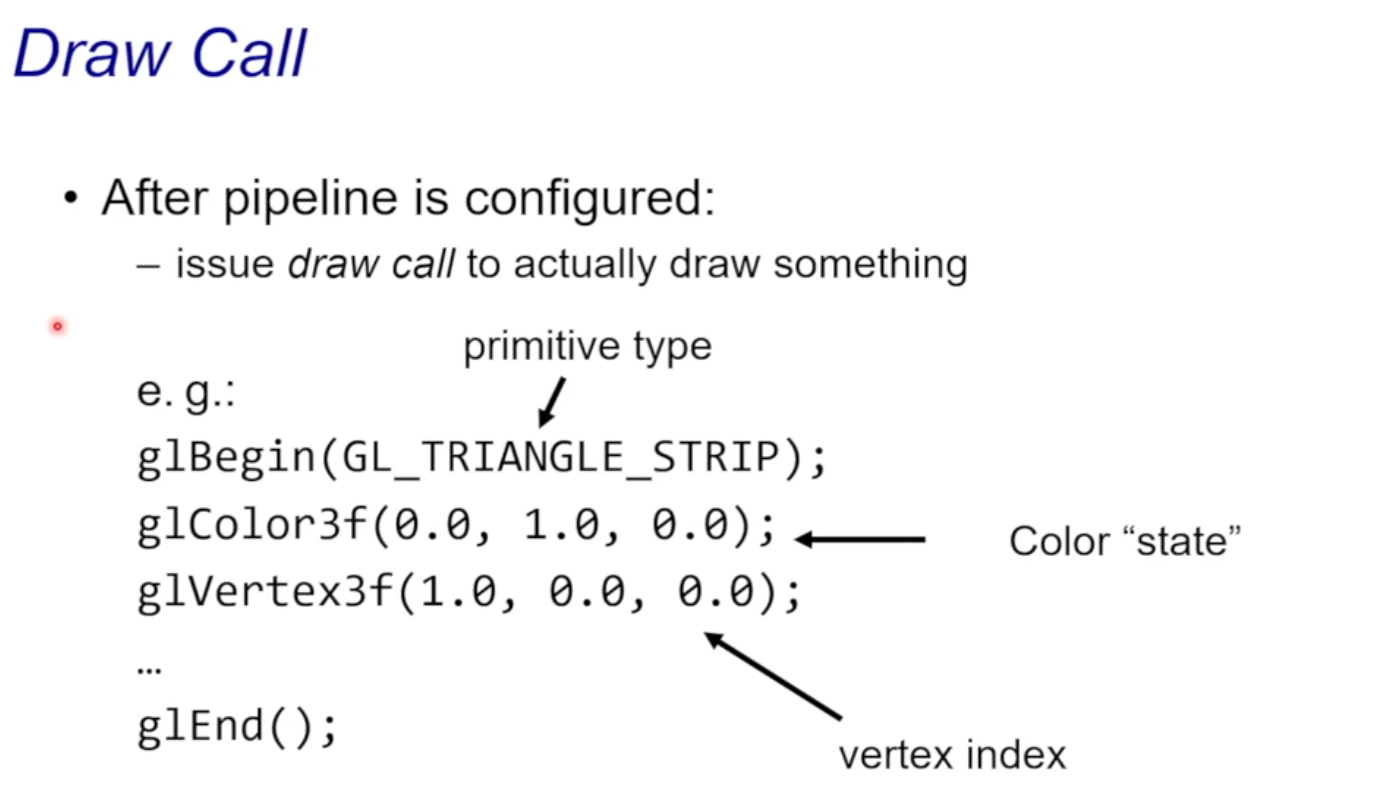 Draw Call
• After pipeline is configured:
– issue draw call to actually draw something
primitive type
e. g.:
glBegin(GL_TRIANGLE_STRIP);
glColor3f(0.0, 1.0, 0.0);
Color “state”
glVertex3f(1.0, 0.0, 0.0);
…
glEnd();
vertex index